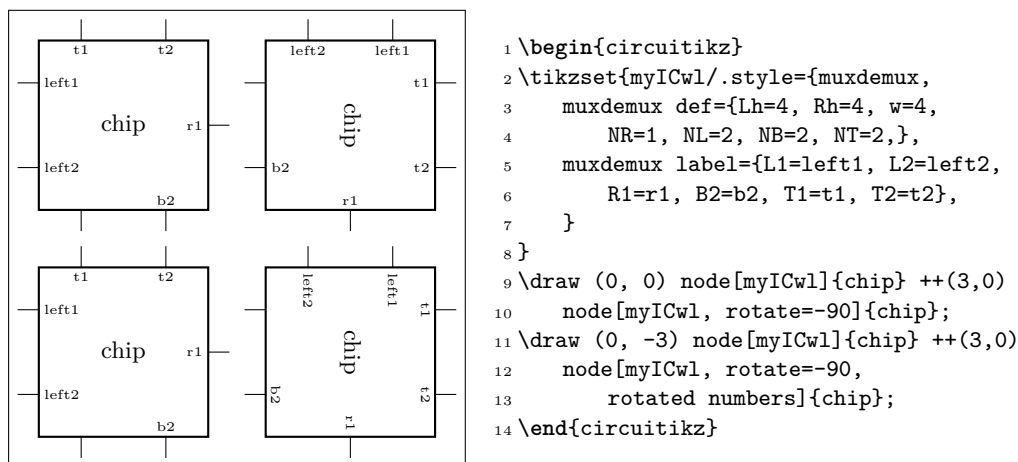 t1 t2
left1
chip r1
left2
b2
left2 left1
t1
chip
b2 t2
r1
t1 t2
left1
chip r1
left2
b2
left2 left1
t1
chip
b2 t2
r1
1 \begin{circuitikz}
2 \tikzset{myICwl/.style={muxdemux,
3 muxdemux def={Lh=4, Rh=4, w=4,
4 NR=1, NL=2, NB=2, NT=2,},
5 muxdemux label={L1=left1, L2=left2,
6 R1=r1, B2=b2, T1=t1, T2=t2},
7 }
8 }
9 \draw (0, 0) node[myICwl]{chip} ++(3,0)
10 node[myICwl, rotate=-90]{chip};
11 \draw (0, -3) node[myICwl]{chip} ++(3,0)
12 node[myICwl, rotate=-90,
13 rotated numbers]{chip};
14 \end{circuitikz}